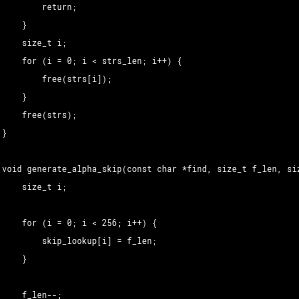 return;
}
size_t i;
for (i = 0; i < strs_len; i++) {
free(strs[i]);
}
free(strs);
}
void generate_alpha_skip(const char *find, size_t f_len, siz
size_t i;
for (i = 0; i < 256; i++) {
skip_lookup[i] = f_len;
}
f_len--;